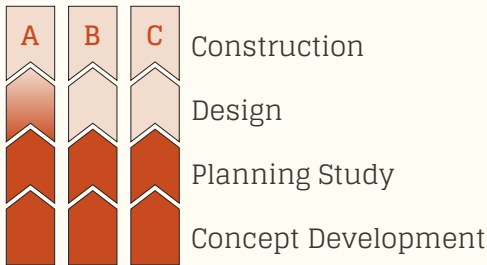 A B C
Construction
Design
Planning Study
Concept Development